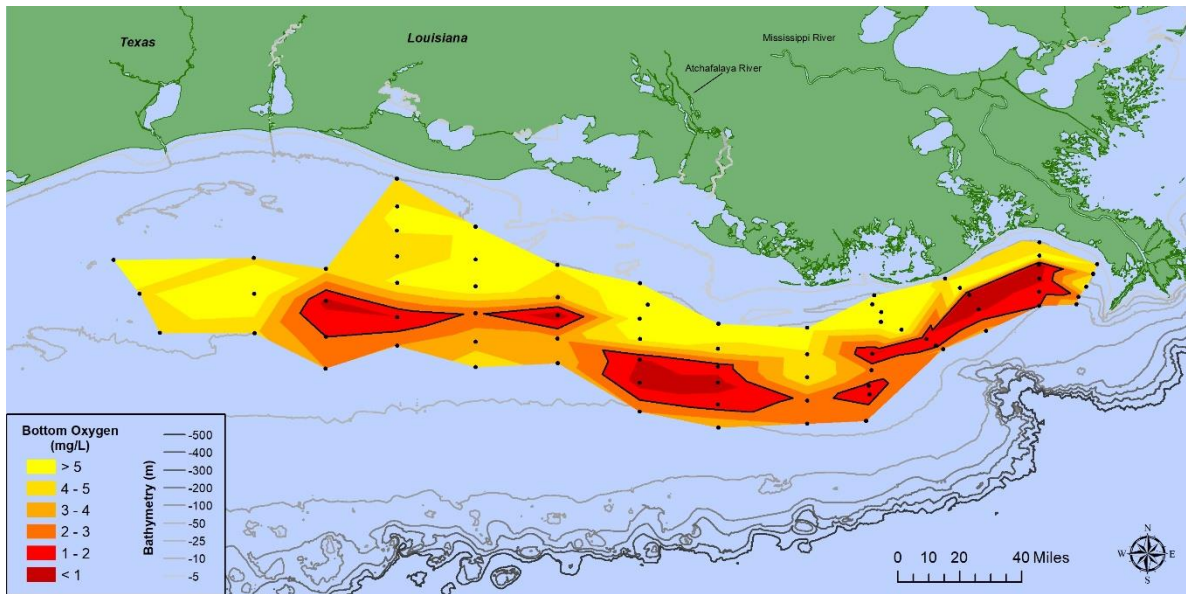 Texas
Louisiana
Mississippi River
Atchafalaya River
Bottom Oxygen
(mg/L)
> 5
4 - 5
3 - 4
2 - 3
1 - 2
< 1
Bathymetry (m)
-500
-400
-300
-200
-100
-50
-25
-10
-5
0 5 10 20 40 Miles
N
W E
S